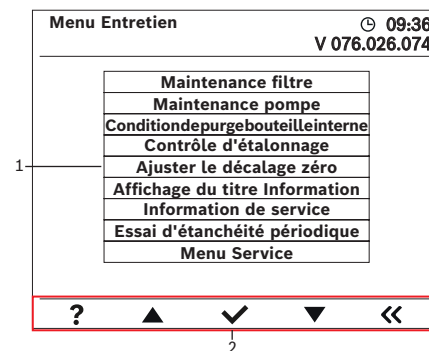 Menu Entretien
09:36
V 076.026.074
Maintenance filtre
Maintenance pompe
Conditiondepurgebouteilleinterne
Contrôle d'étalonnage
1
Ajuster le décalage zéro
Affichage du titre Information
Information de service
Essai d'étanchéité périodique
Menu Service
?
2